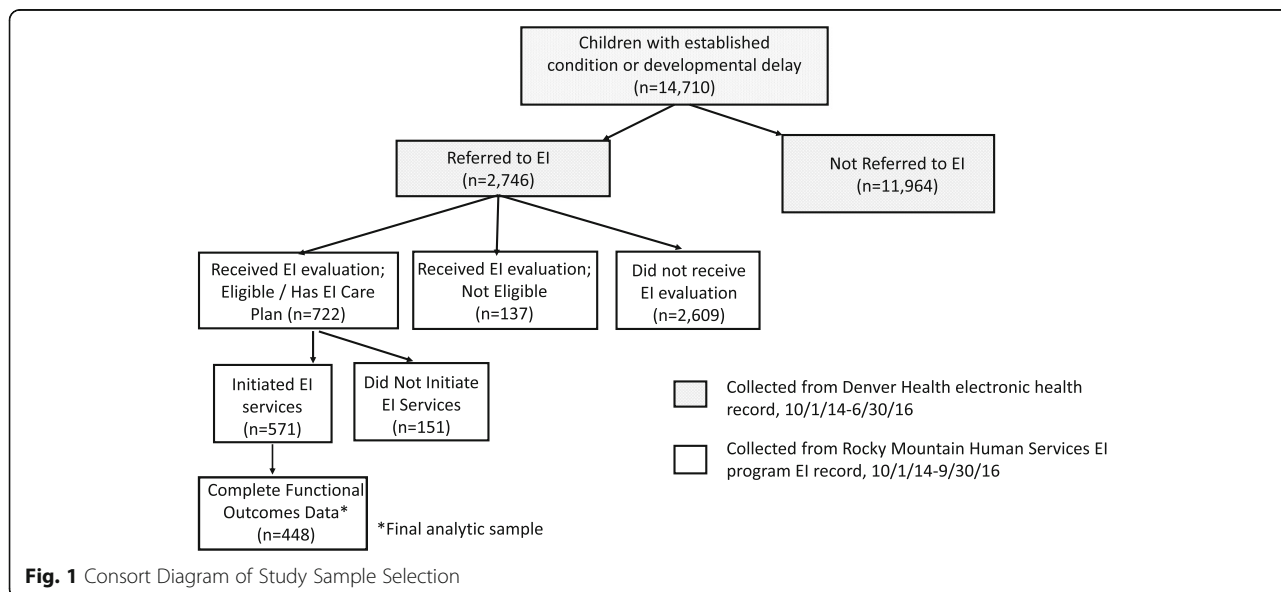 Children with established
condition or developmental delay
(n=14,710)
Referred to EI
(n=2,746)
Not Referred to EI
(n=11,964)
Received EI evaluation;
Eligible / Has EI Care
Plan (n=722)
Received EI evaluation;
Not Eligible
(n=137)
Did not receive
EI evaluation
(n=2,609)
Initiated EI
services
(n=571)
Did Not Initiate
EI Services
(n=151)
Complete Functional
Outcomes Data*
(n=448)
*Final analytic sample
Collected from Denver Health electronic health
record, 10/1/14-6/30/16
Collected from Rocky Mountain Human Services EI
program EI record, 10/1/14-9/30/16
Fig. 1 Consort Diagram of Study Sample Selection